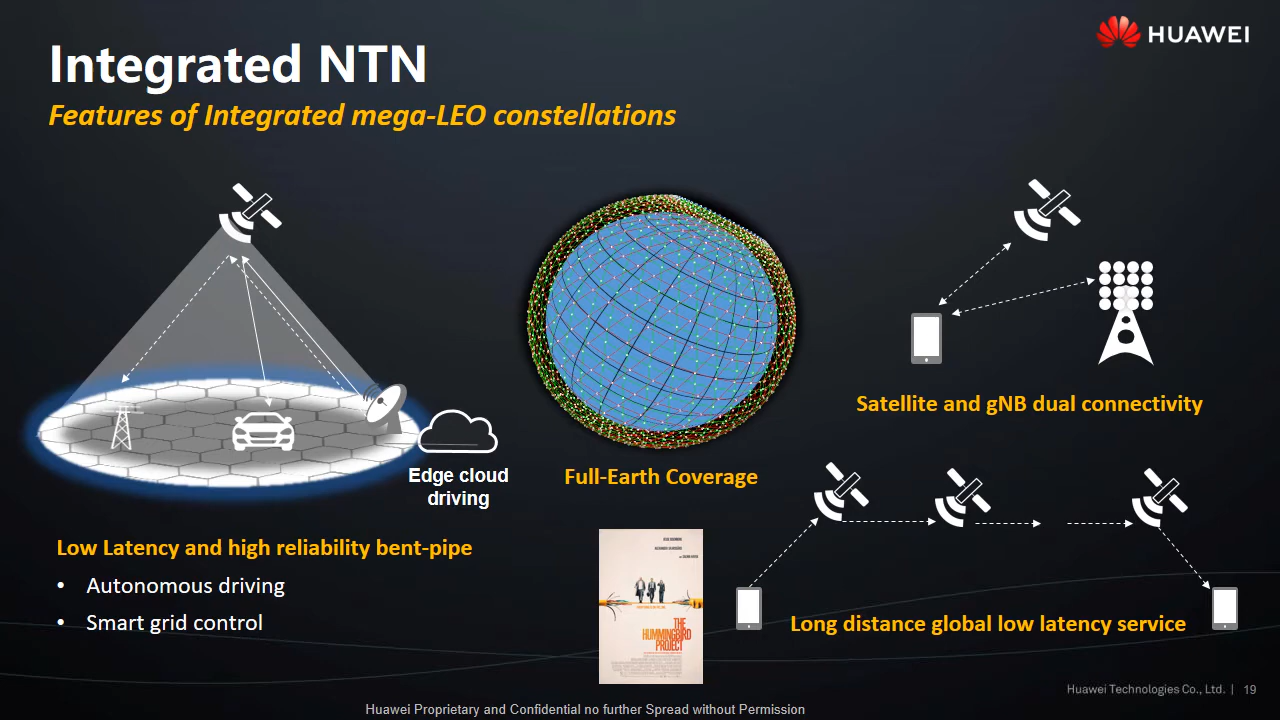 HUAWEI
Integrated NTN
Features of Integrated mega-LEO constellations
Edge cloud
driving
Full-Earth Coverage
Satellite and gNB dual connectivity
Low Latency and high reliability bent-pipe
• Autonomous driving
• Smart grid control
THE
HUMMINGBIRD
PROJECT
Long distance global low latency service
Huawei Technologies Co., Ltd. | 19
Huawei Proprietary and Confidential no further Spread without Permission